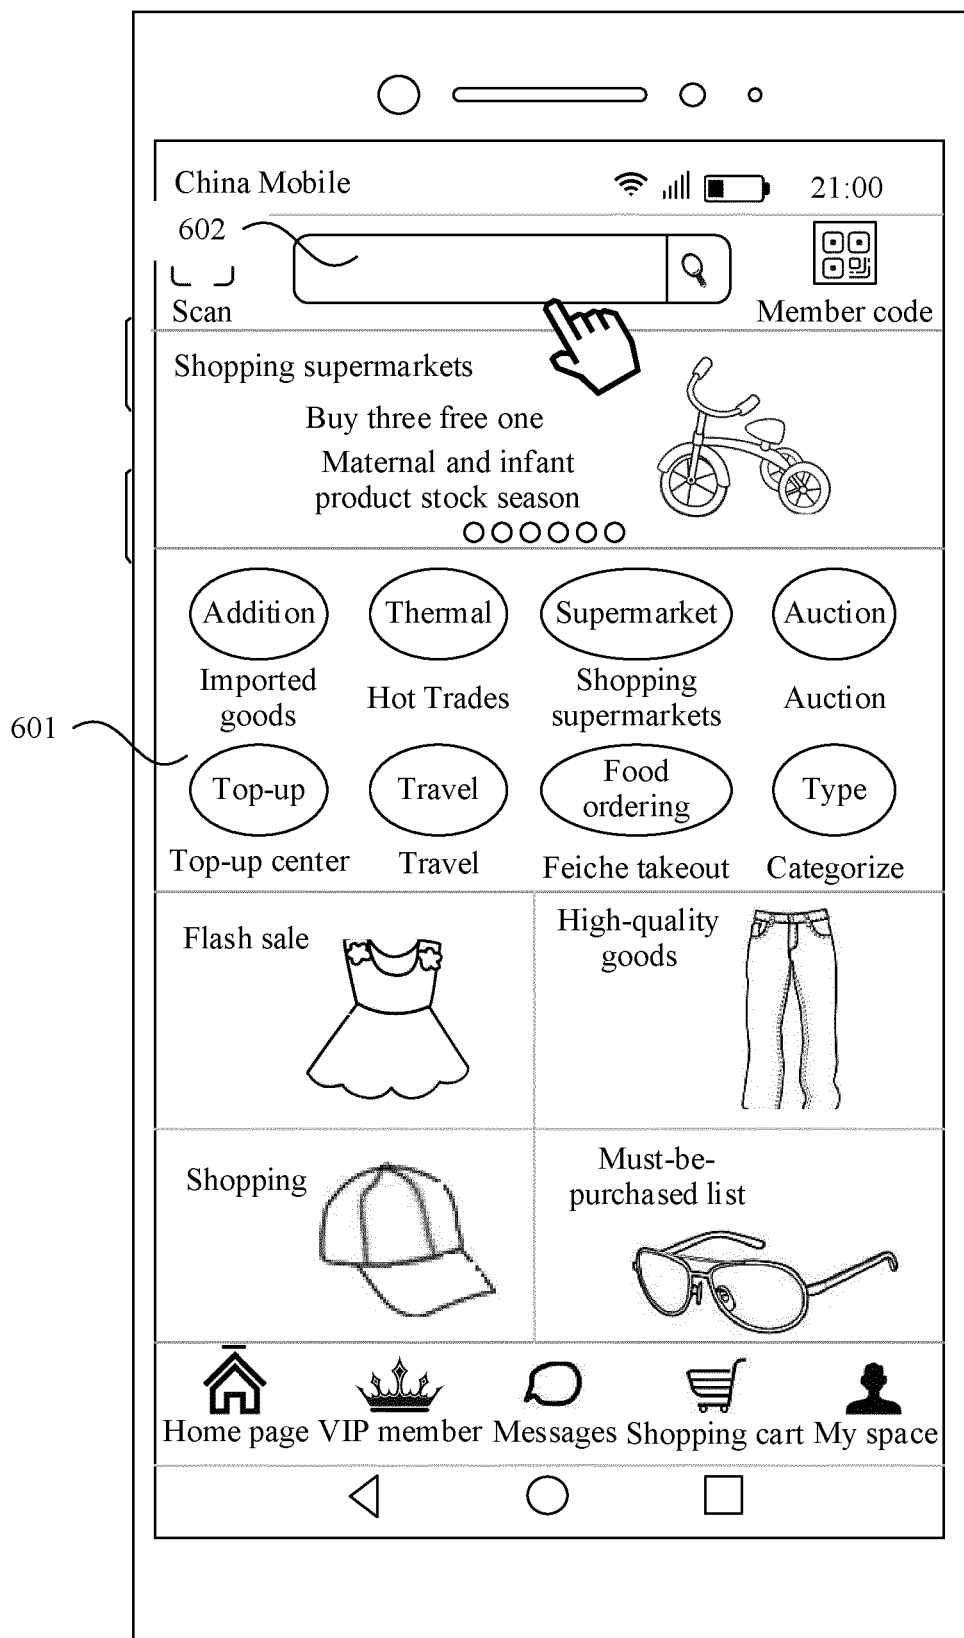 China Mobile
21:00
602
Scan
Member code
Shopping supermarkets
Buy three free one
Maternal and infant
product stock season
Addition
Thermal
Supermarket
Auction
Imported
goods
Hot Trades
Shopping
supermarkets
Auction
601
Top-up
Travel
Food
ordering
Type
Top-up center
Travel
Feiche takeout
Categorize
Flash sale
High-quality
goods
Shopping
Must-be-
purchased list
Home page
VIP member
Messages
Shopping cart
My space